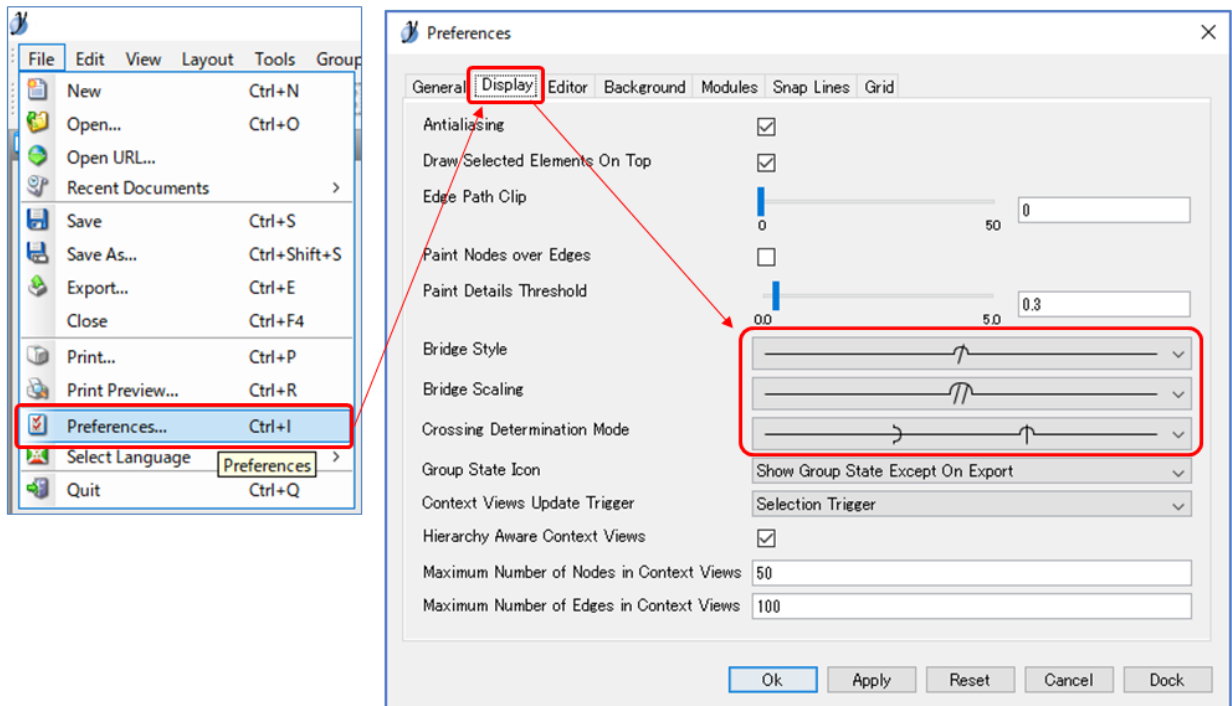 File Edit View Layout Tools Group
New Ctrl+N
Open... Ctrl+O
Open URL...
Recent Documents
Save Ctrl+S
Save As... Ctrl+Shift+S
Export... Ctrl+E
Close Ctrl+F4
Print... Ctrl+P
Print Preview... Ctrl+R
Preferences... Ctrl+I
Select Language
Preferences
Quit Ctrl+Q
Preferences
General Display Editor Background Modules Snap Lines Grid
Antialiasing
Draw Selected Elements On Top
Edge Path Clip
0
0 50
Paint Nodes over Edges
Paint Details Threshold
0.3
0.0 5.0
Bridge Style
Bridge Scaling
Crossing Determination Mode
Group State Icon Show Group State Except On Export
Context Views Update Trigger Selection Trigger
Hierarchy Aware Context Views
Maximum Number of Nodes in Context Views 50
Maximum Number of Edges in Context Views 100
Ok Apply Reset Cancel Dock